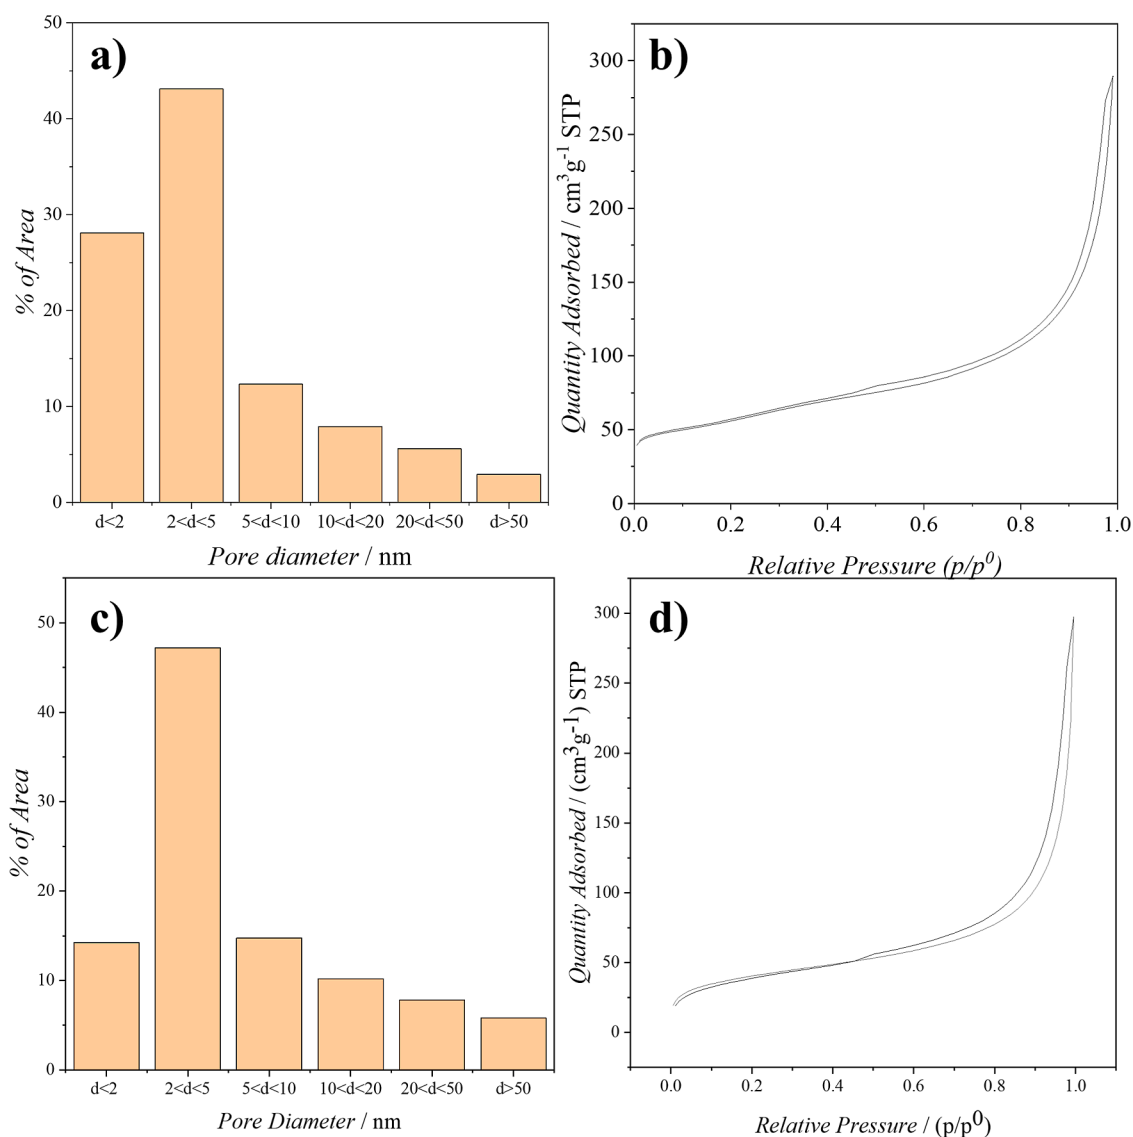 a)
50
40
30
20
10
0
% of Area
d<2 2<d<5 5<d<10 10<d<20 20<d<50 d>50
Pore diameter / nm
b)
300
250
200
150
100
50
0
Quantity Adsorbed / cm³g⁻¹ STP
0.0 0.2 0.4 0.6 0.8 1.0
Relative Pressure (p/p⁰)
c)
50
40
30
20
10
0
% of Area
d<2 2<d<5 5<d<10 10<d<20 20<d<50 d>50
Pore Diameter / nm
d)
300
250
200
150
100
50
0
Quantity Adsorbed / (cm³g⁻¹) STP
0.0 0.2 0.4 0.6 0.8 1.0
Relative Pressure / (p/p⁰)